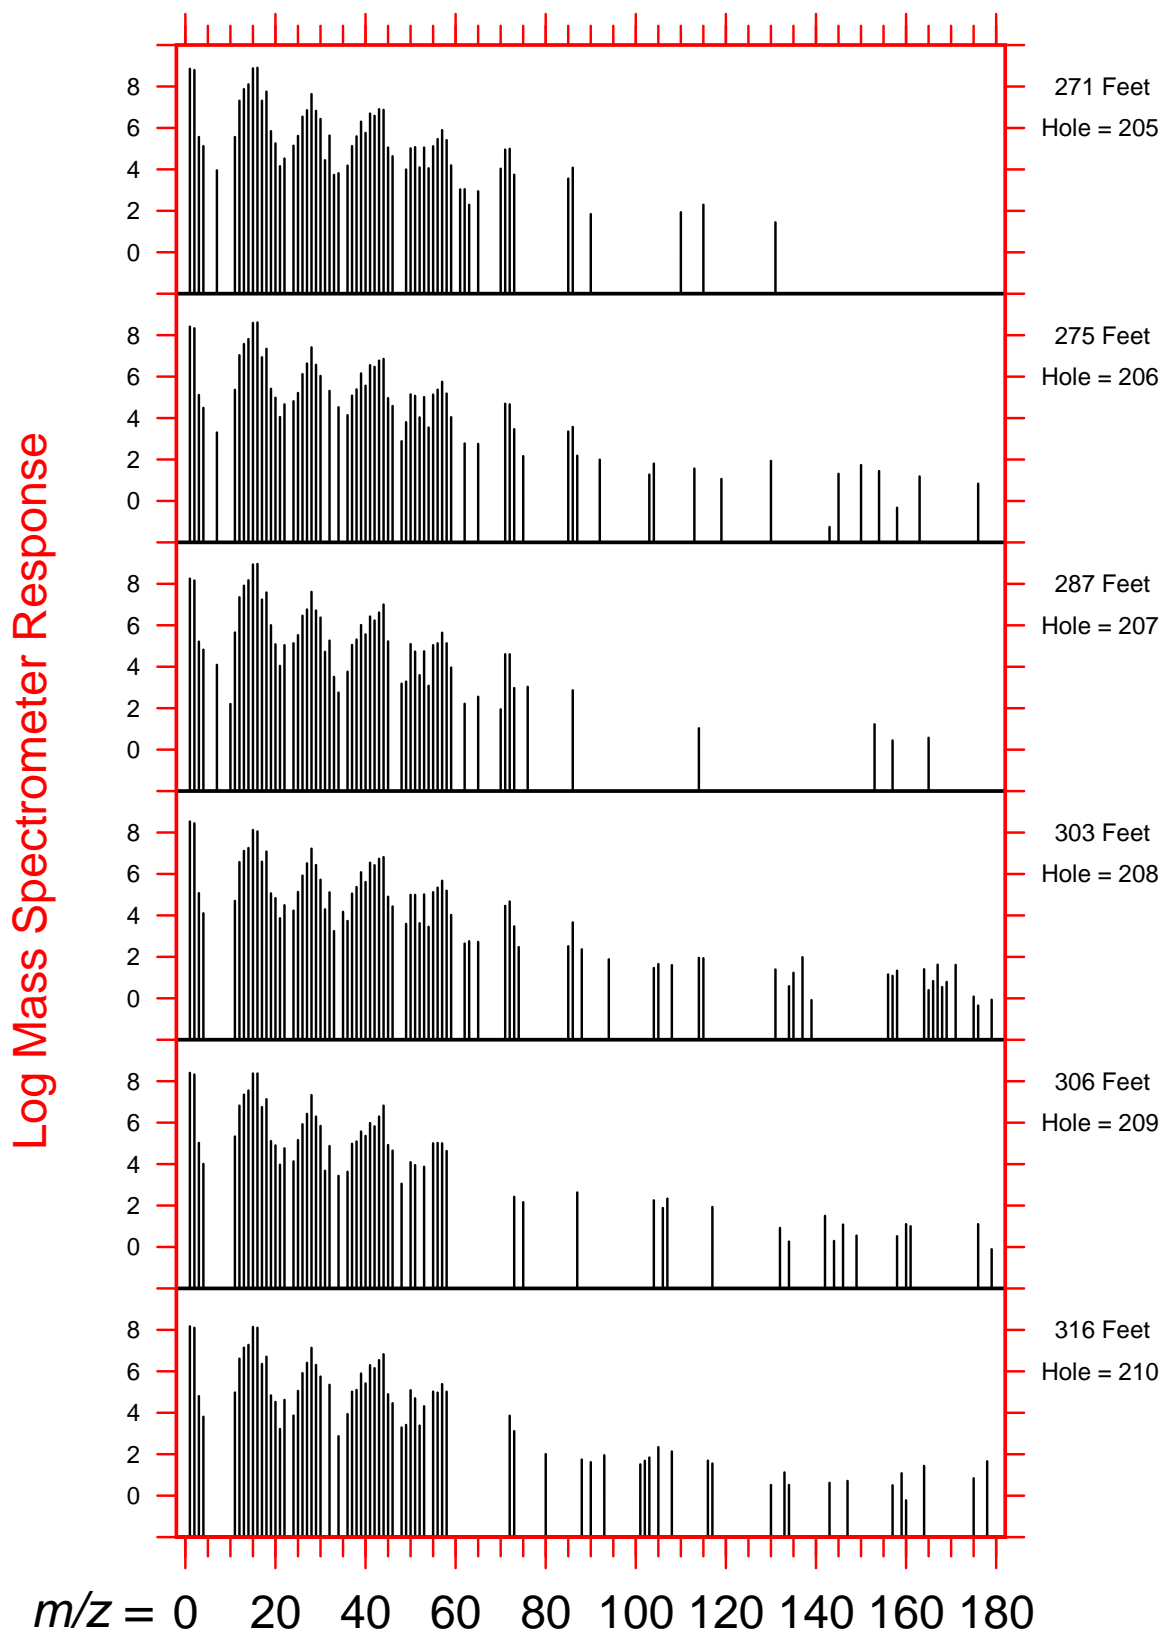 8
6
4
2
0
271 Feet
Hole = 205
8
6
4
2
0
275 Feet
Hole = 206
8
6
4
2
0
287 Feet
Hole = 207
8
6
4
2
0
303 Feet
Hole = 208
8
6
4
2
0
306 Feet
Hole = 209
8
6
4
2
0
316 Feet
Hole = 210
Log Mass Spectrometer Response
m/z = 0 20 40 60 80 100 120 140 160 180